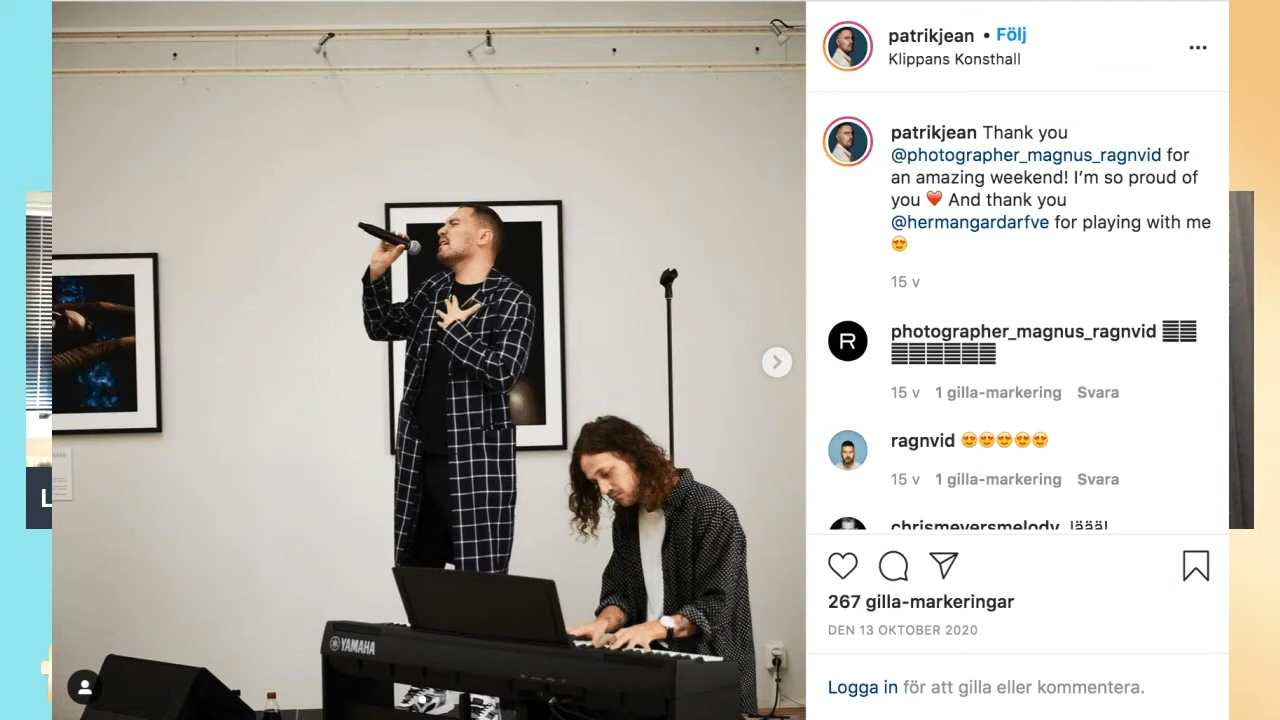 patrikjean • Följ
Klippans Konsthall
patrikjean Thank you
@photographer_magnus_ragnvid for
an amazing weekend! I’m so proud of
you ❤️ And thank you
@hermangardarfve for playing with me
😍
15 v
photographer_magnus_ragnvid
15 v 1 gilla-markering Svara
ragnvid 😍😍😍😍😍
15 v 1 gilla-markering Svara
chrismeyersmelody
267 gilla-markeringar
DEN 13 OKTOBER 2020
Logga in för att gilla eller kommentera.
R
YAMAHA
L